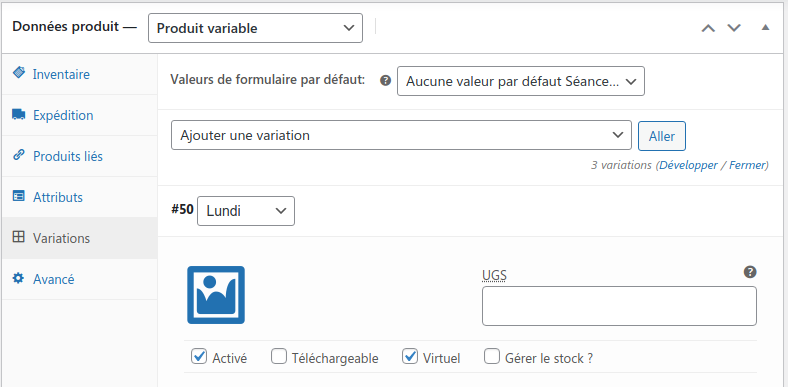 Données produit — Produit variable
Inventaire
Expédition
Produits liés
Attributs
Variations
Avancé
Valeurs de formulaire par défaut: Aucune valeur par défaut Séance...
Ajouter une variation Aller
3 variations (Développer / Fermer)
#50 Lundi
UGS
Activé Téléchargeable Virtuel Gérer le stock ?